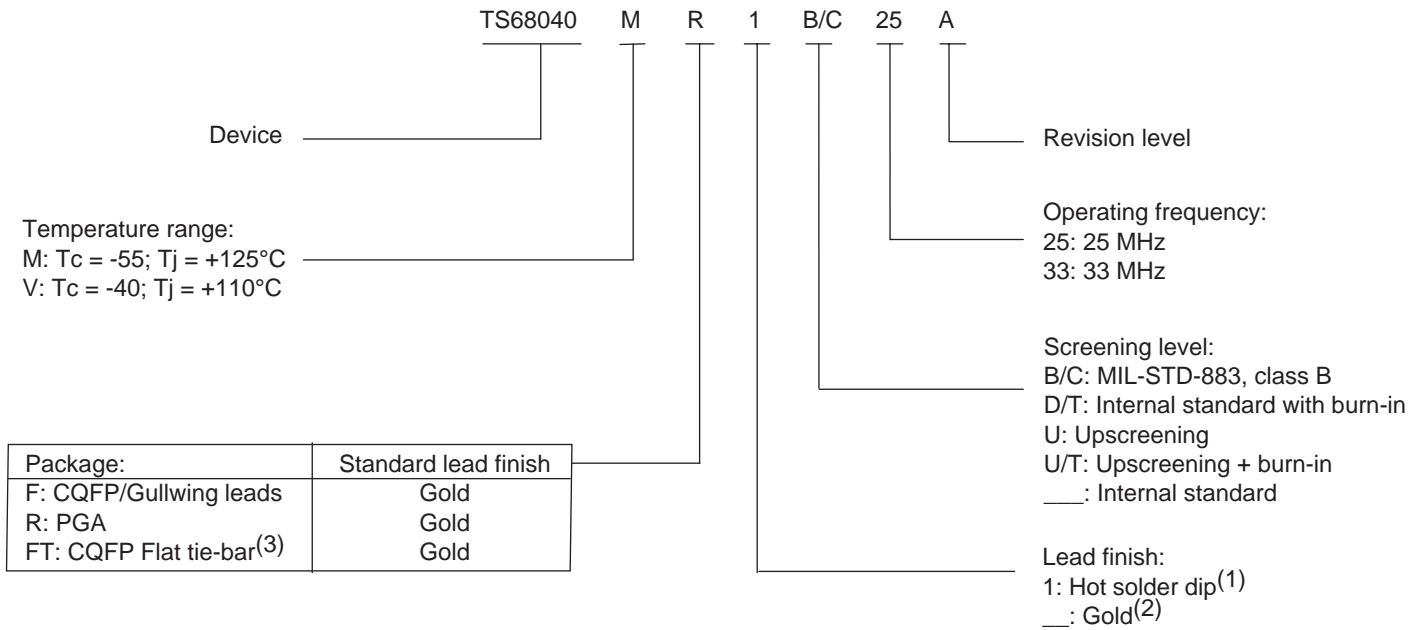 TS68040 M R 1 B/C 25 A
Device
Revision level
Temperature range:
M: Tc = -55; Tj = +125°C
V: Tc = -40; Tj = +110°C
Operating frequency:
25: 25 MHz
33: 33 MHz
Screening level:
B/C: MIL-STD-883, class B
D/T: Internal standard with burn-in
U: Upscreening
U/T: Upscreening + burn-in
___: Internal standard
Package: Standard lead finish
F: CQFP/Gullwing leads Gold
R: PGA Gold
FT: CQFP Flat tie-bar(3) Gold
Lead finish:
1: Hot solder dip(1)
__: Gold(2)